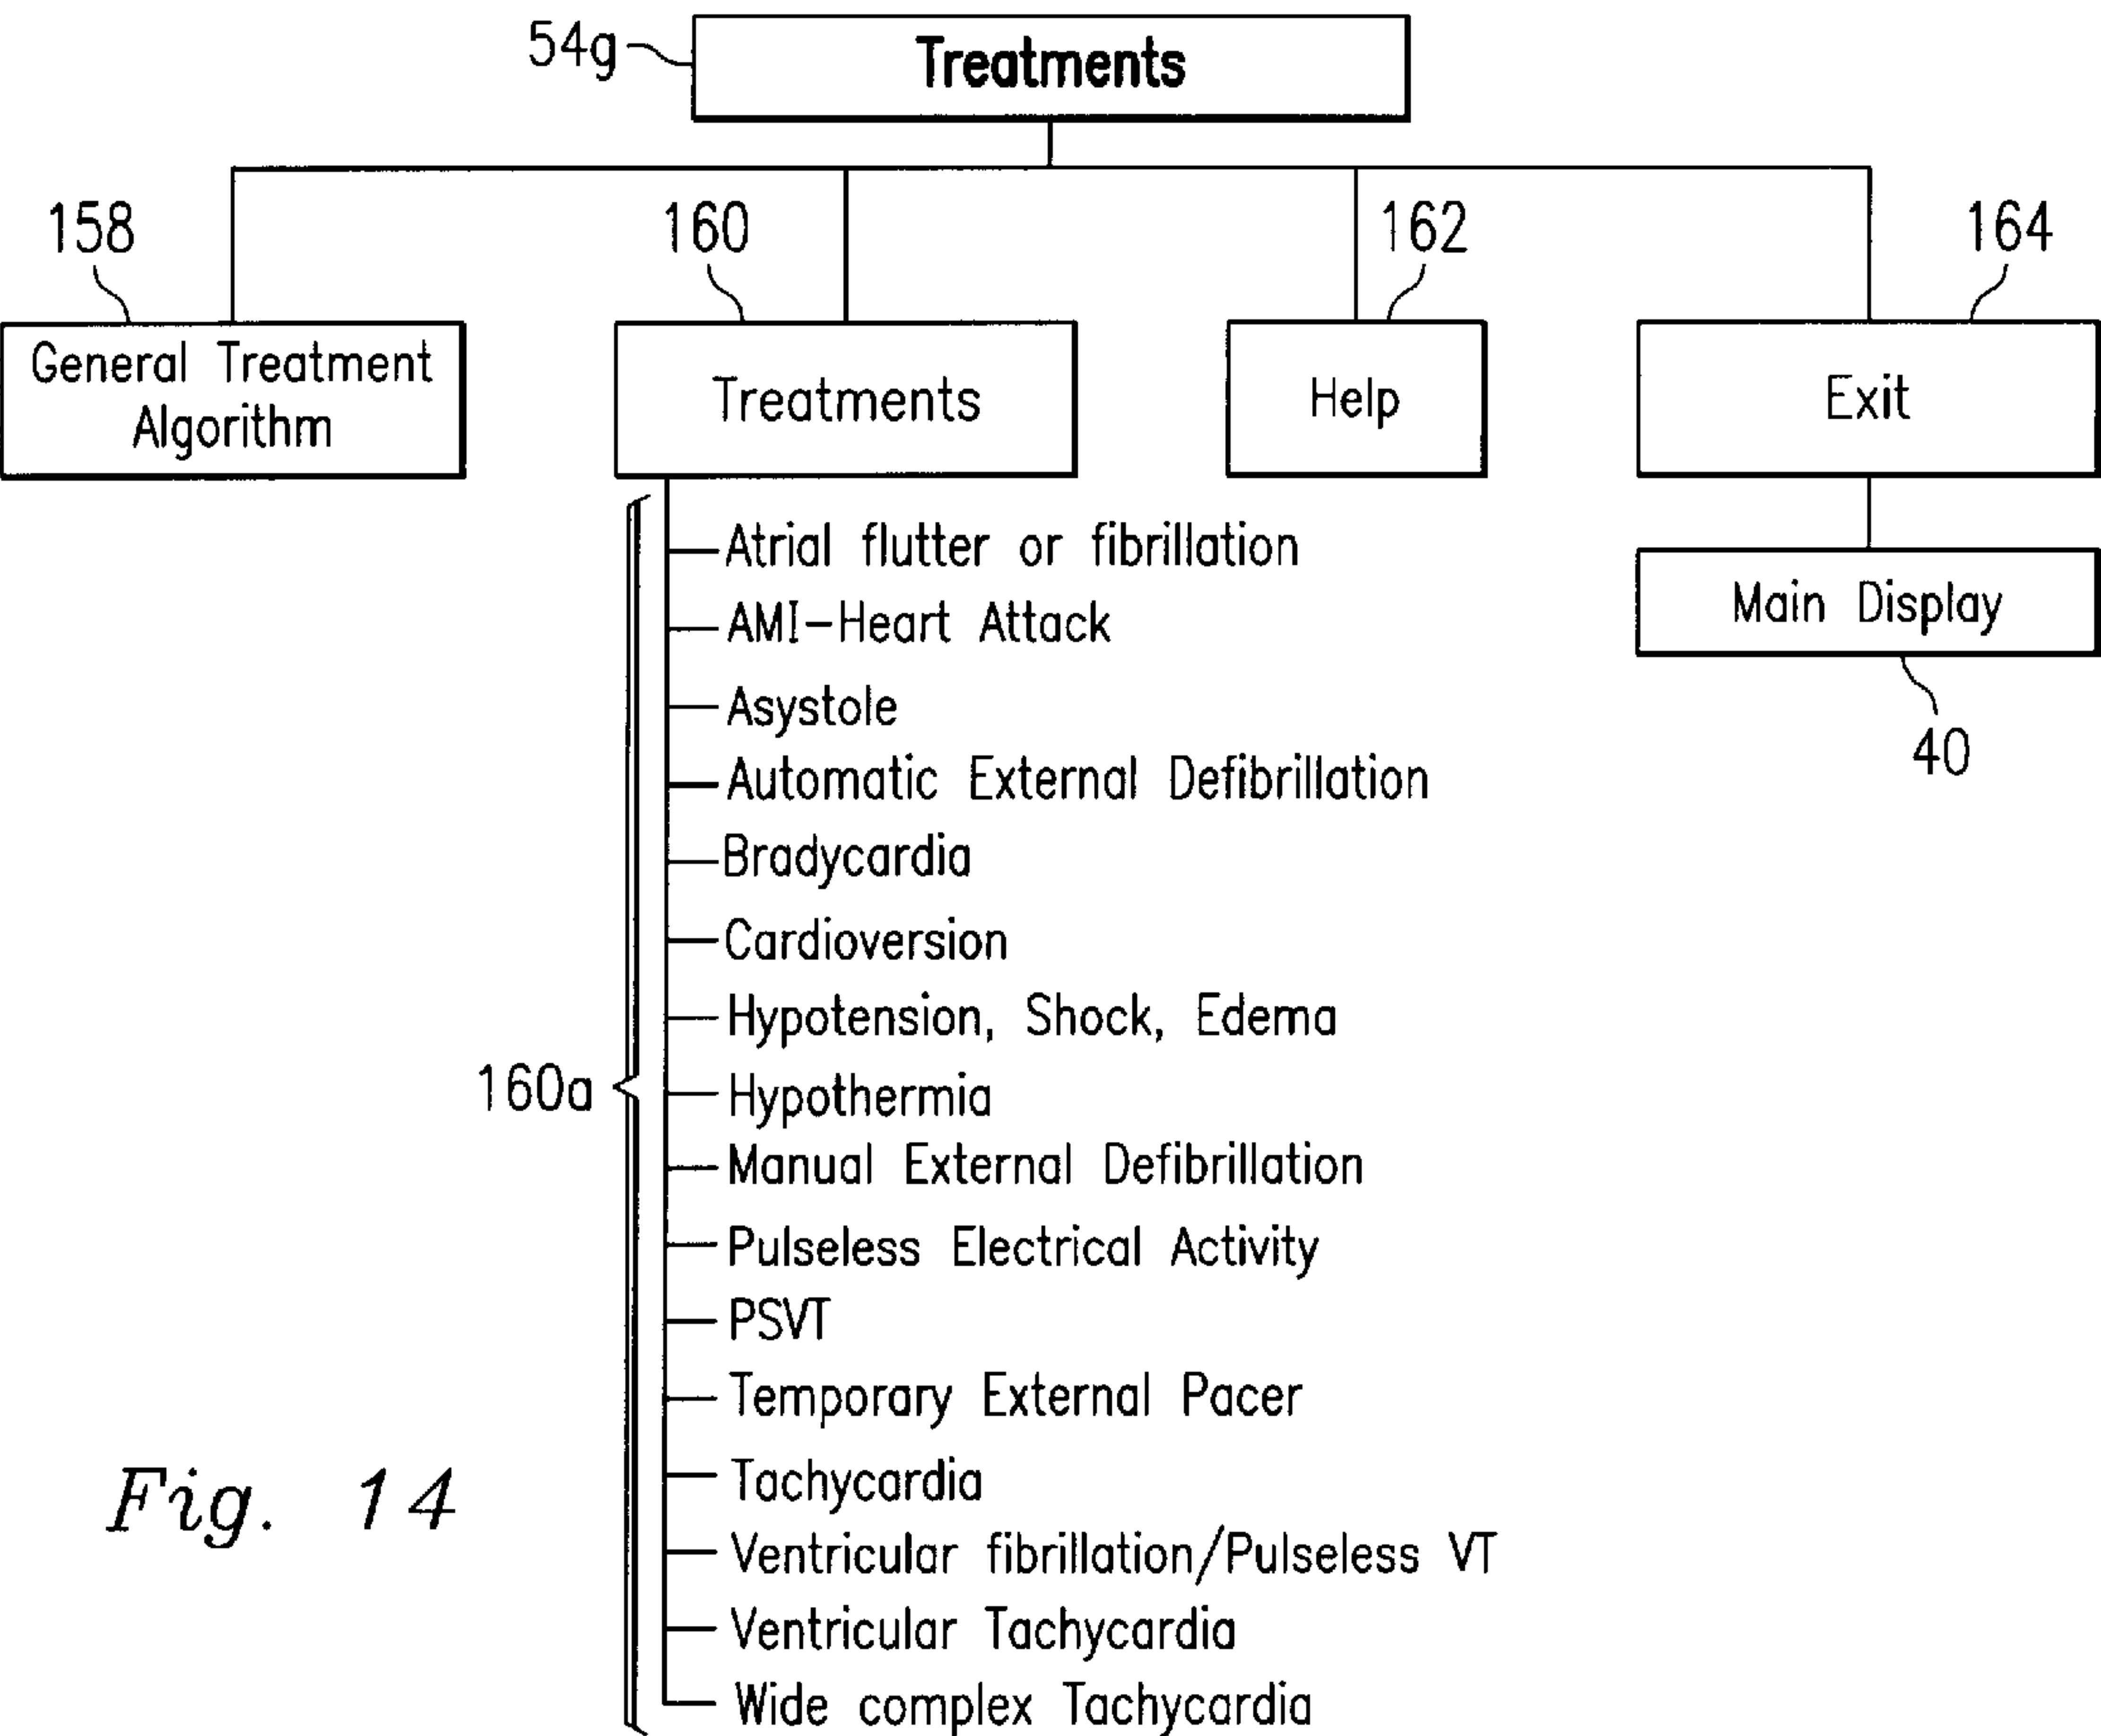 54g
Treatments
158
160
162
164
General Treatment
Algorithm
Treatments
Help
Exit
Main Display
40
160a
Atrial flutter or fibrillation
AMI-Heart Attack
Asystole
Automatic External Defibrillation
Bradycardia
Cardioversion
Hypotension, Shock, Edema
Hypothermia
Manual External Defibrillation
Pulseless Electrical Activity
PSVT
Temporary External Pacer
Tachycardia
Ventricular fibrillation/Pulseless VT
Ventricular Tachycardia
Wide complex Tachycardia
Fig. 14